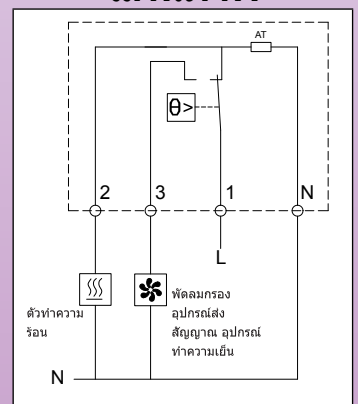 AT
θ>
2 3 1 N
L
ตัวทำความ
ร้อน
พัดลมกรอง
อุปกรณ์ส่ง
สัญญาณ อุปกรณ์
ทำความเย็น
N